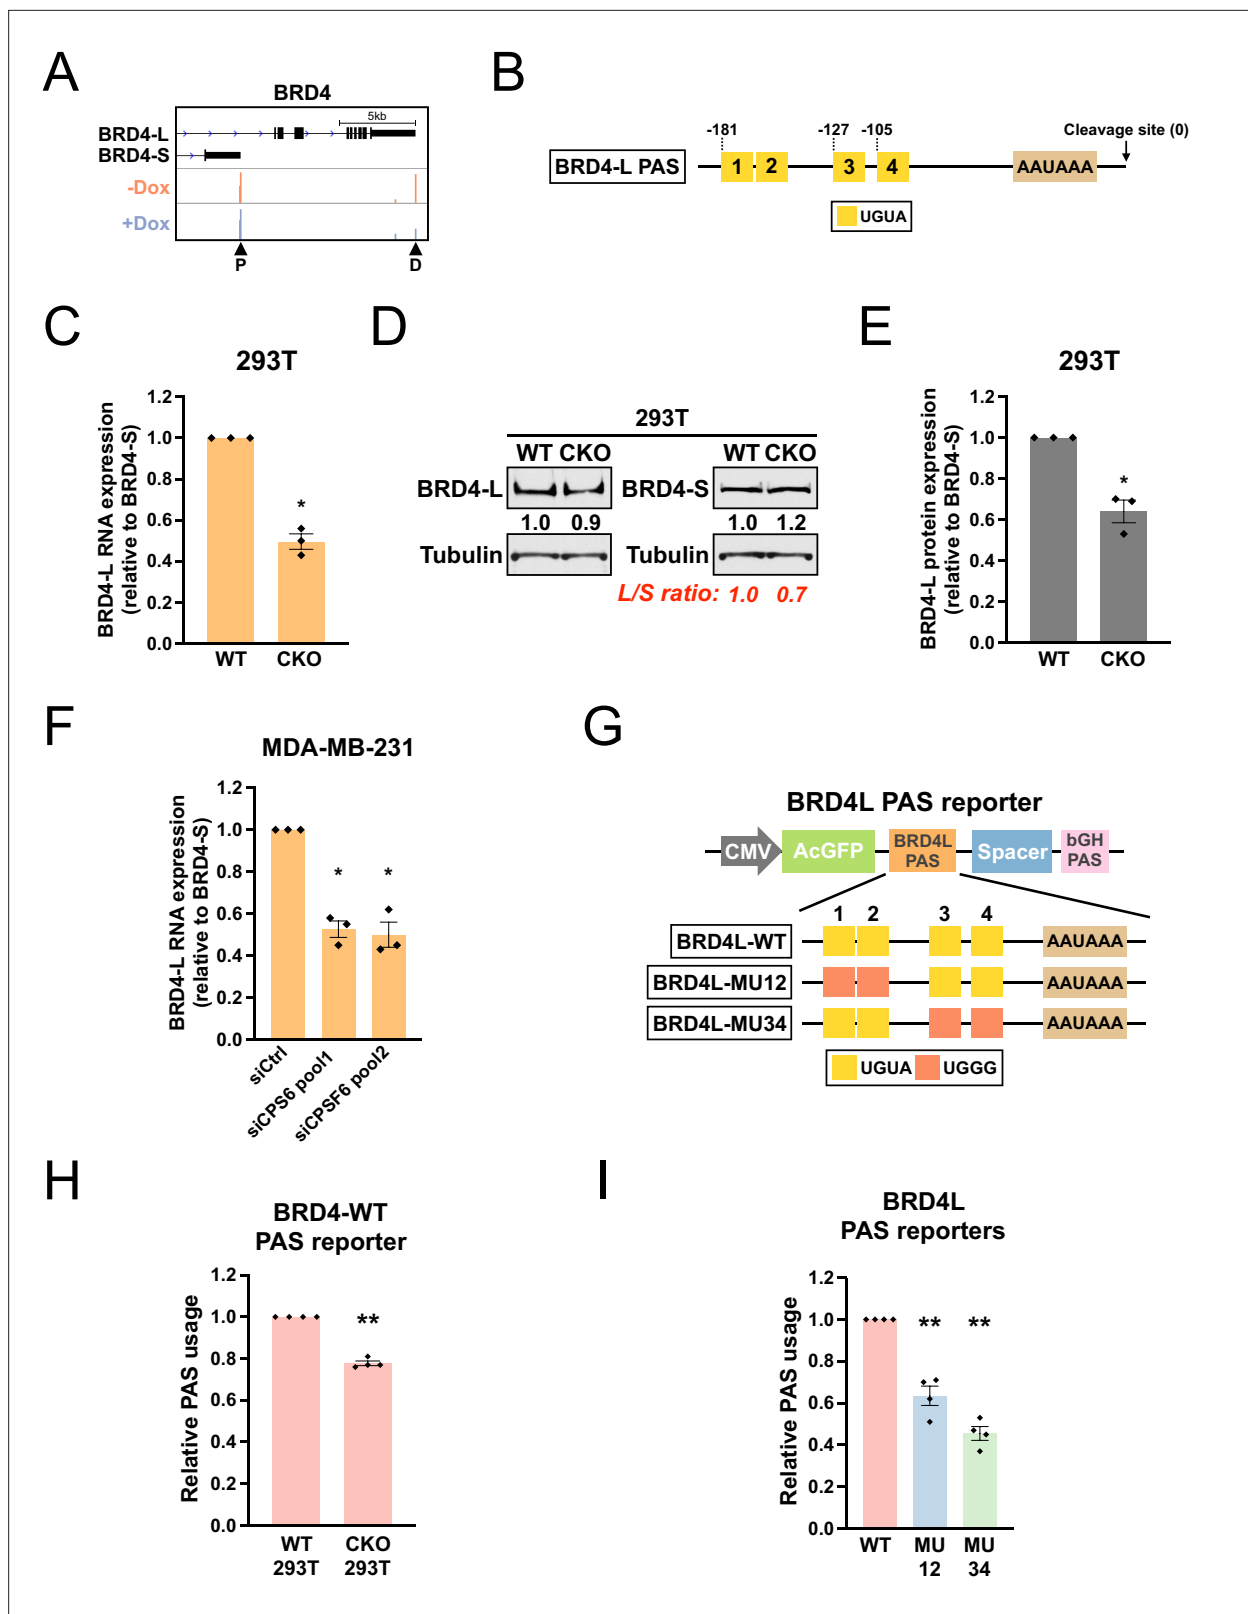 A
BRD4
5kb
BRD4-L
BRD4-S
-Dox
+Dox
P
D
B
-181
-127
-105
Cleavage site (0)
BRD4-L PAS
1
2
3
4
AAUAAA
UGUA
C
293T
BRD4-L RNA expression
(relative to BRD4-S)
1.2
1.0
0.8
0.6
0.4
0.2
0.0
*
WT
CKO
D
293T
WT CKO
WT CKO
BRD4-L
BRD4-S
1.0 0.9
1.0 1.2
Tubulin
Tubulin
L/S ratio: 1.0 0.7
E
293T
BRD4-L protein expression
(relative to BRD4-S)
1.2
1.0
0.8
0.6
0.4
0.2
0.0
*
WT
CKO
F
MDA-MB-231
BRD4-L RNA expression
(relative to BRD4-S)
1.2
1.0
0.8
0.6
0.4
0.2
0.0
*
*
siCtrl
siCPS6 pool1
siCPSF6 pool2
G
BRD4L PAS reporter
CMV
AcGFP
BRD4L
PAS
Spacer
bGH
PAS
1
2
3
4
BRD4L-WT
AAUAAA
BRD4L-MU12
AAUAAA
BRD4L-MU34
AAUAAA
UGUA
UGGG
H
BRD4-WT
PAS reporter
Relative PAS usage
1.2
1.0
0.8
0.6
0.4
0.2
0.0
**
WT
293T
CKO
293T
I
BRD4L
PAS reporters
Relative PAS usage
1.2
1.0
0.8
0.6
0.4
0.2
0.0
**
**
WT
MU
12
MU
34